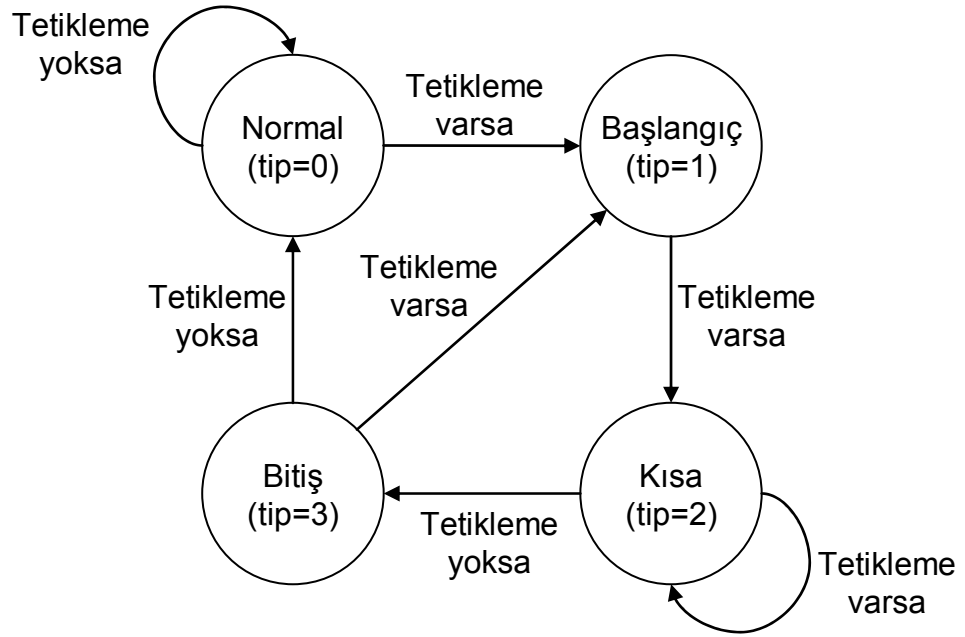 Tetikleme
yoksa
Normal
(tip=0)
Tetikleme
varsa
Başlangıç
(tip=1)
Tetikleme
yoksa
Tetikleme
varsa
Tetikleme
varsa
Bitiş
(tip=3)
Tetikleme
yoksa
Kısa
(tip=2)
Tetikleme
varsa